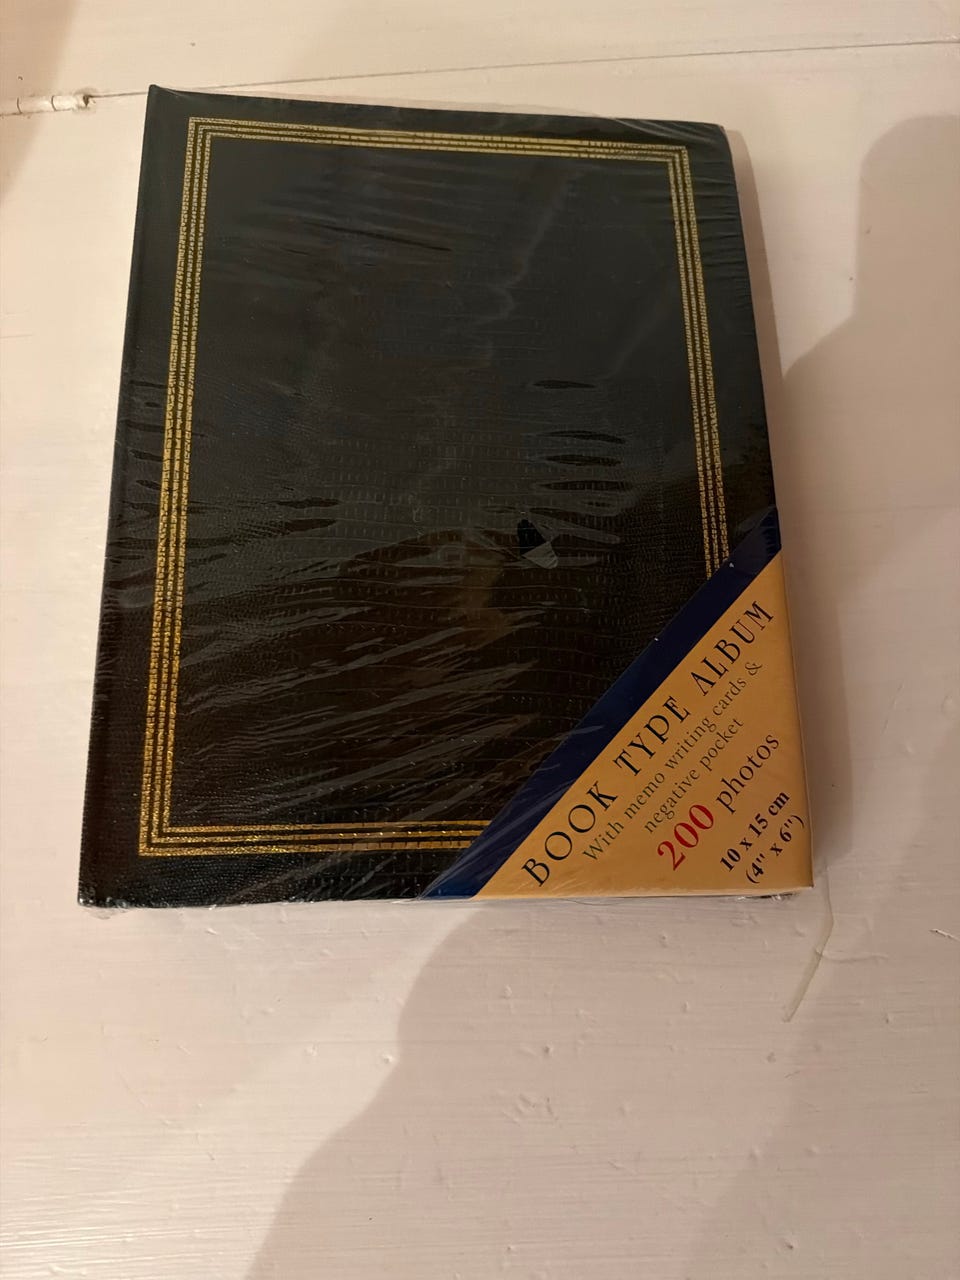 BOOK TYPE ALBUM
With memo writing cards &
negative pocket
200 photos
10 x 15 cm
(4" x 6")